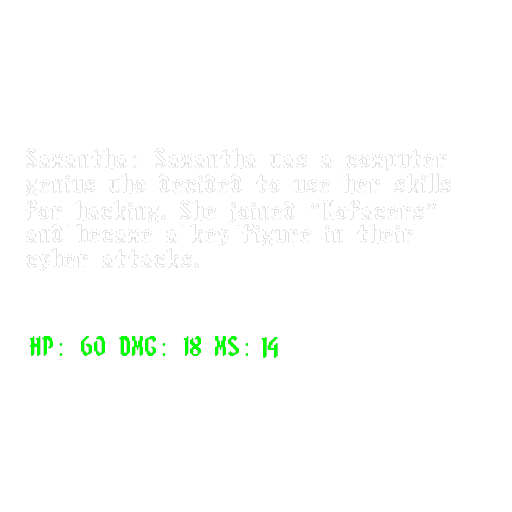 Samantha: Samantha was a computer
genius who decided to use her skills
for hacking. She joined "Nofacers"
and became a key figure in their
cyber attacks.
HP: 60 DMG: 18 MS: 14